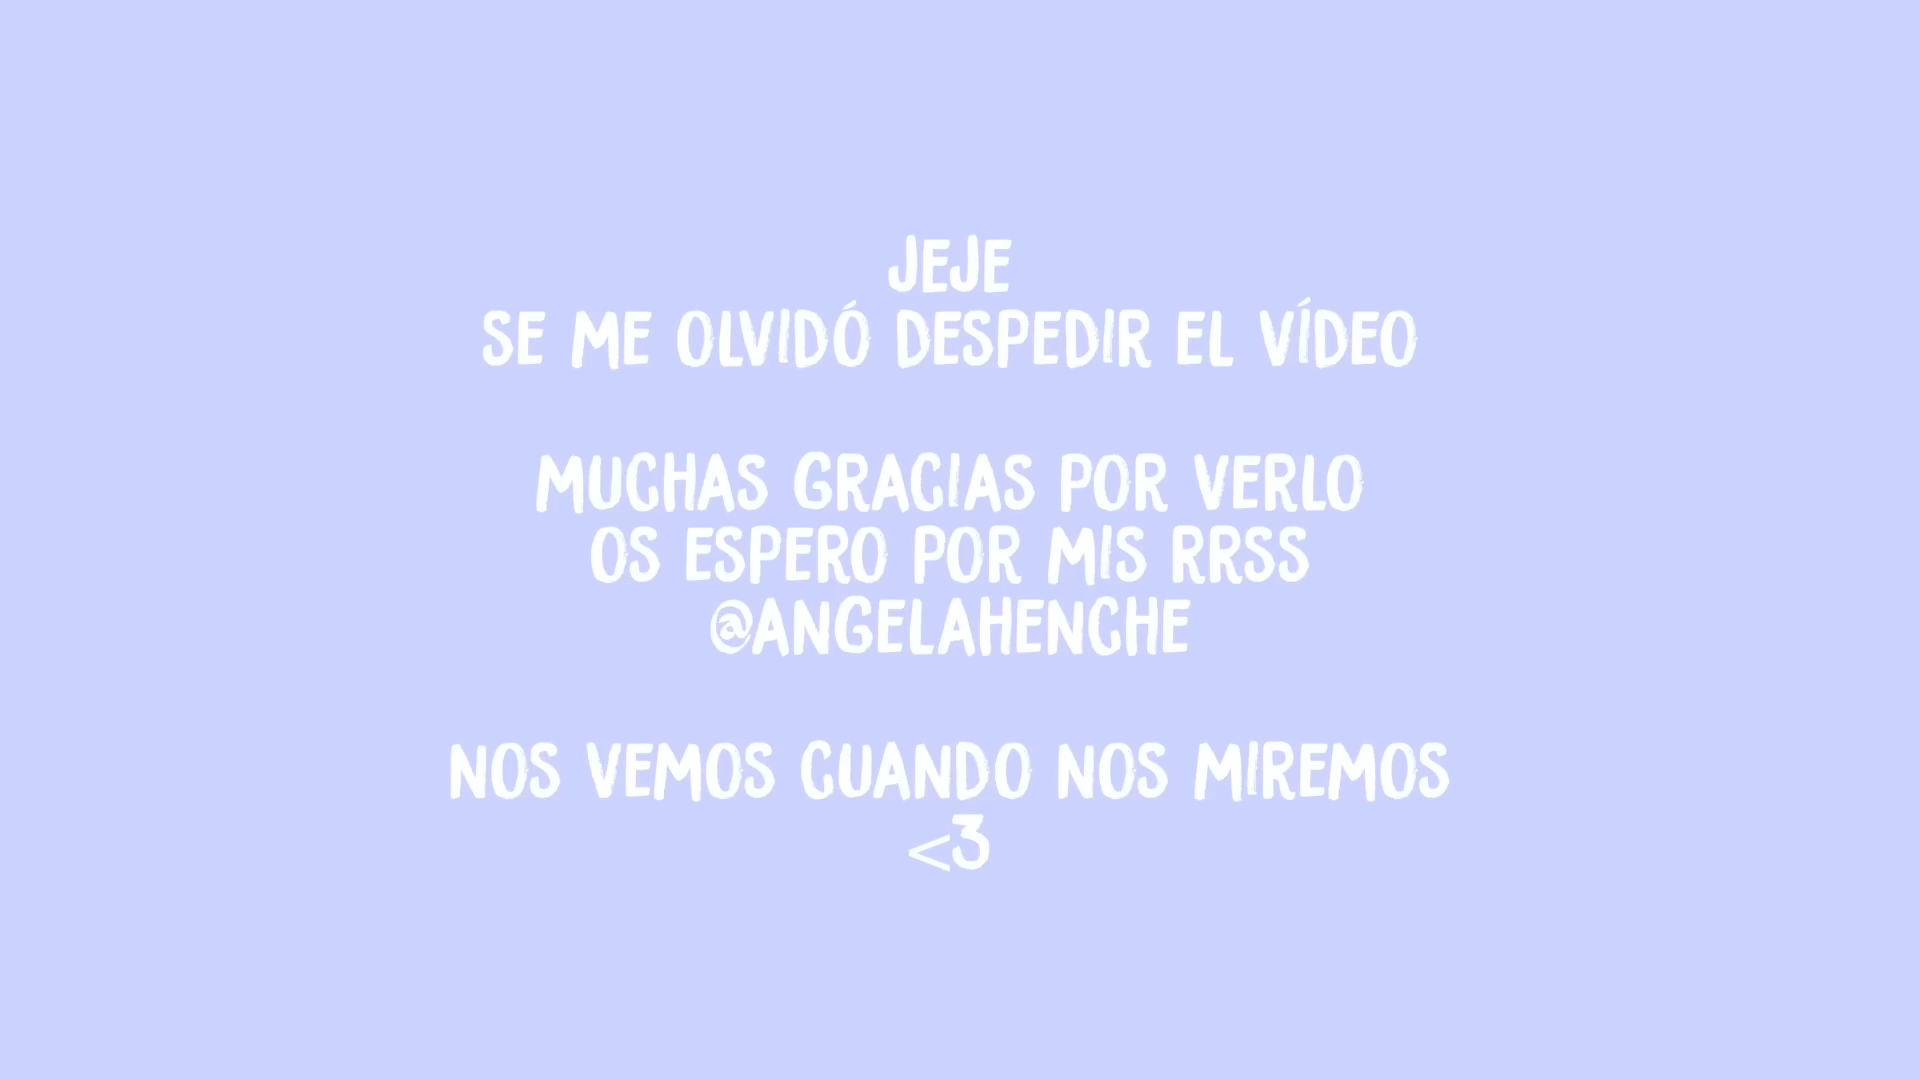 JEJE
SE ME OLVIDÓ DESPEDIR EL VÍDEO
MUCHAS GRACIAS POR VERLO
OS ESPERO POR MIS RRSS
@ANGELAHENCHE
NOS VEMOS CUANDO NOS MIREMOS
<3